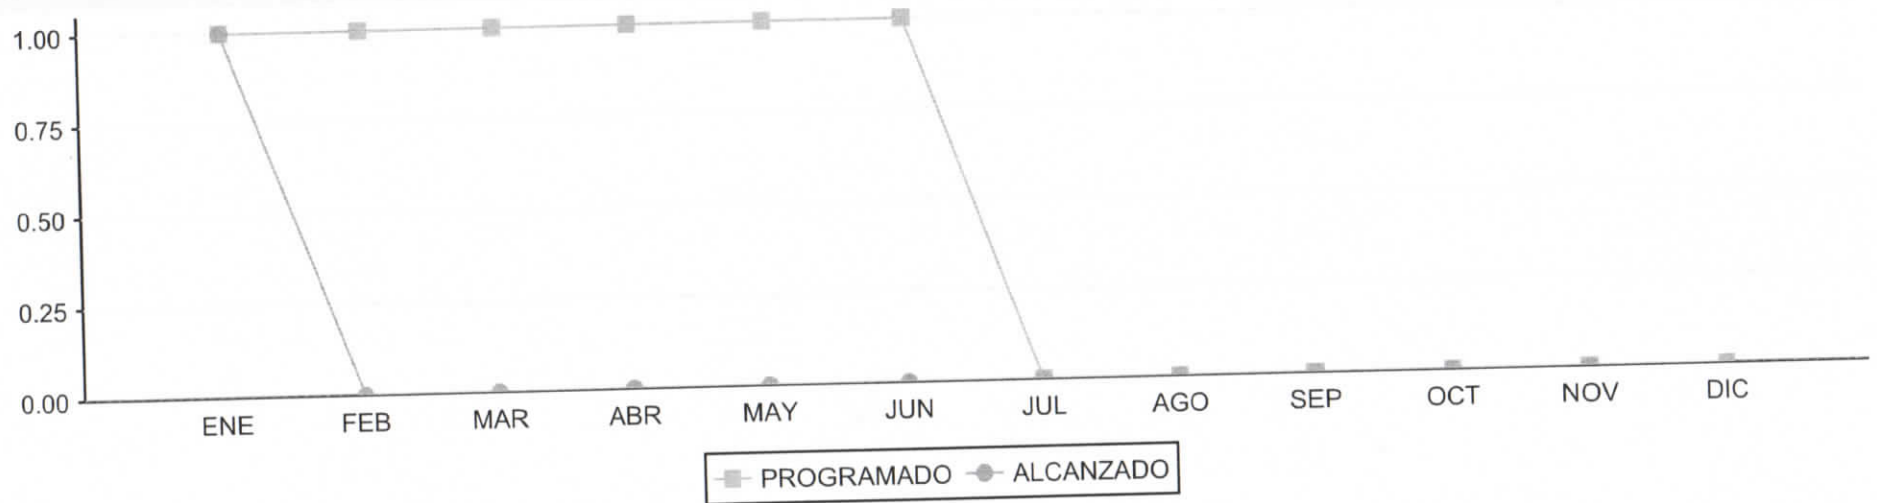 1.00
0.75
0.50
0.25
0.00
ENE FEB MAR ABR MAY JUN JUL AGO SEP OCT NOV DIC
PROGRAMADO ALCANZADO